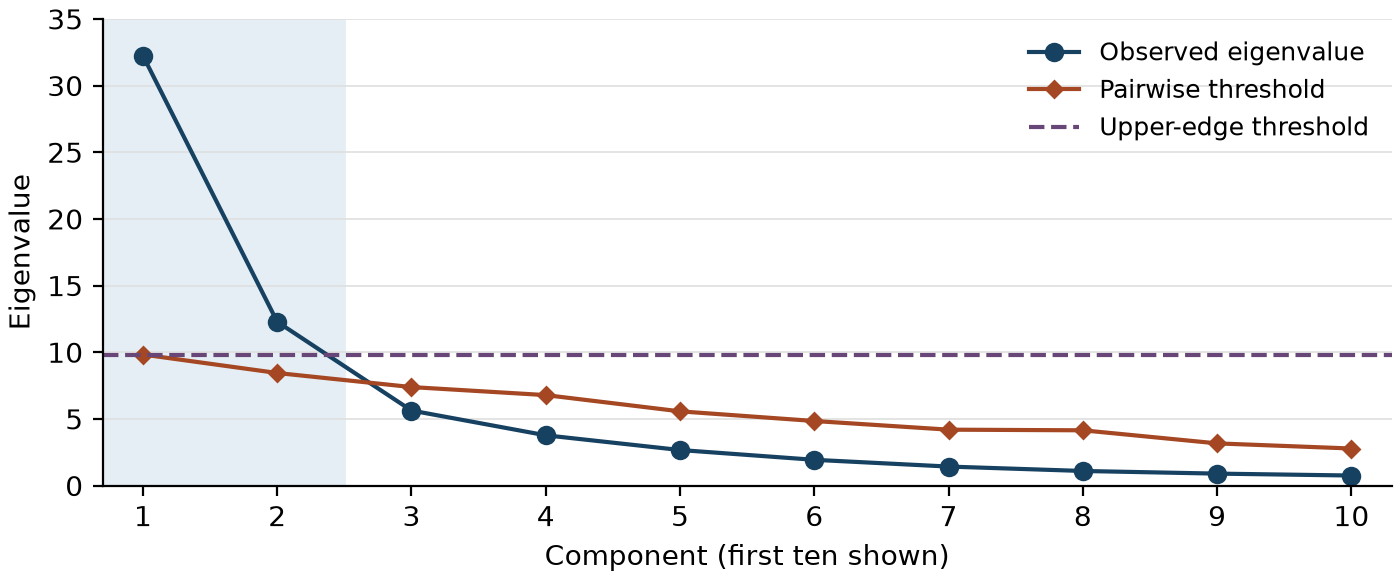 35
30
25
20
15
10
5
0
Eigenvalue
Observed eigenvalue
Pairwise threshold
Upper-edge threshold
1 2 3 4 5 6 7 8 9 10
Component (first ten shown)